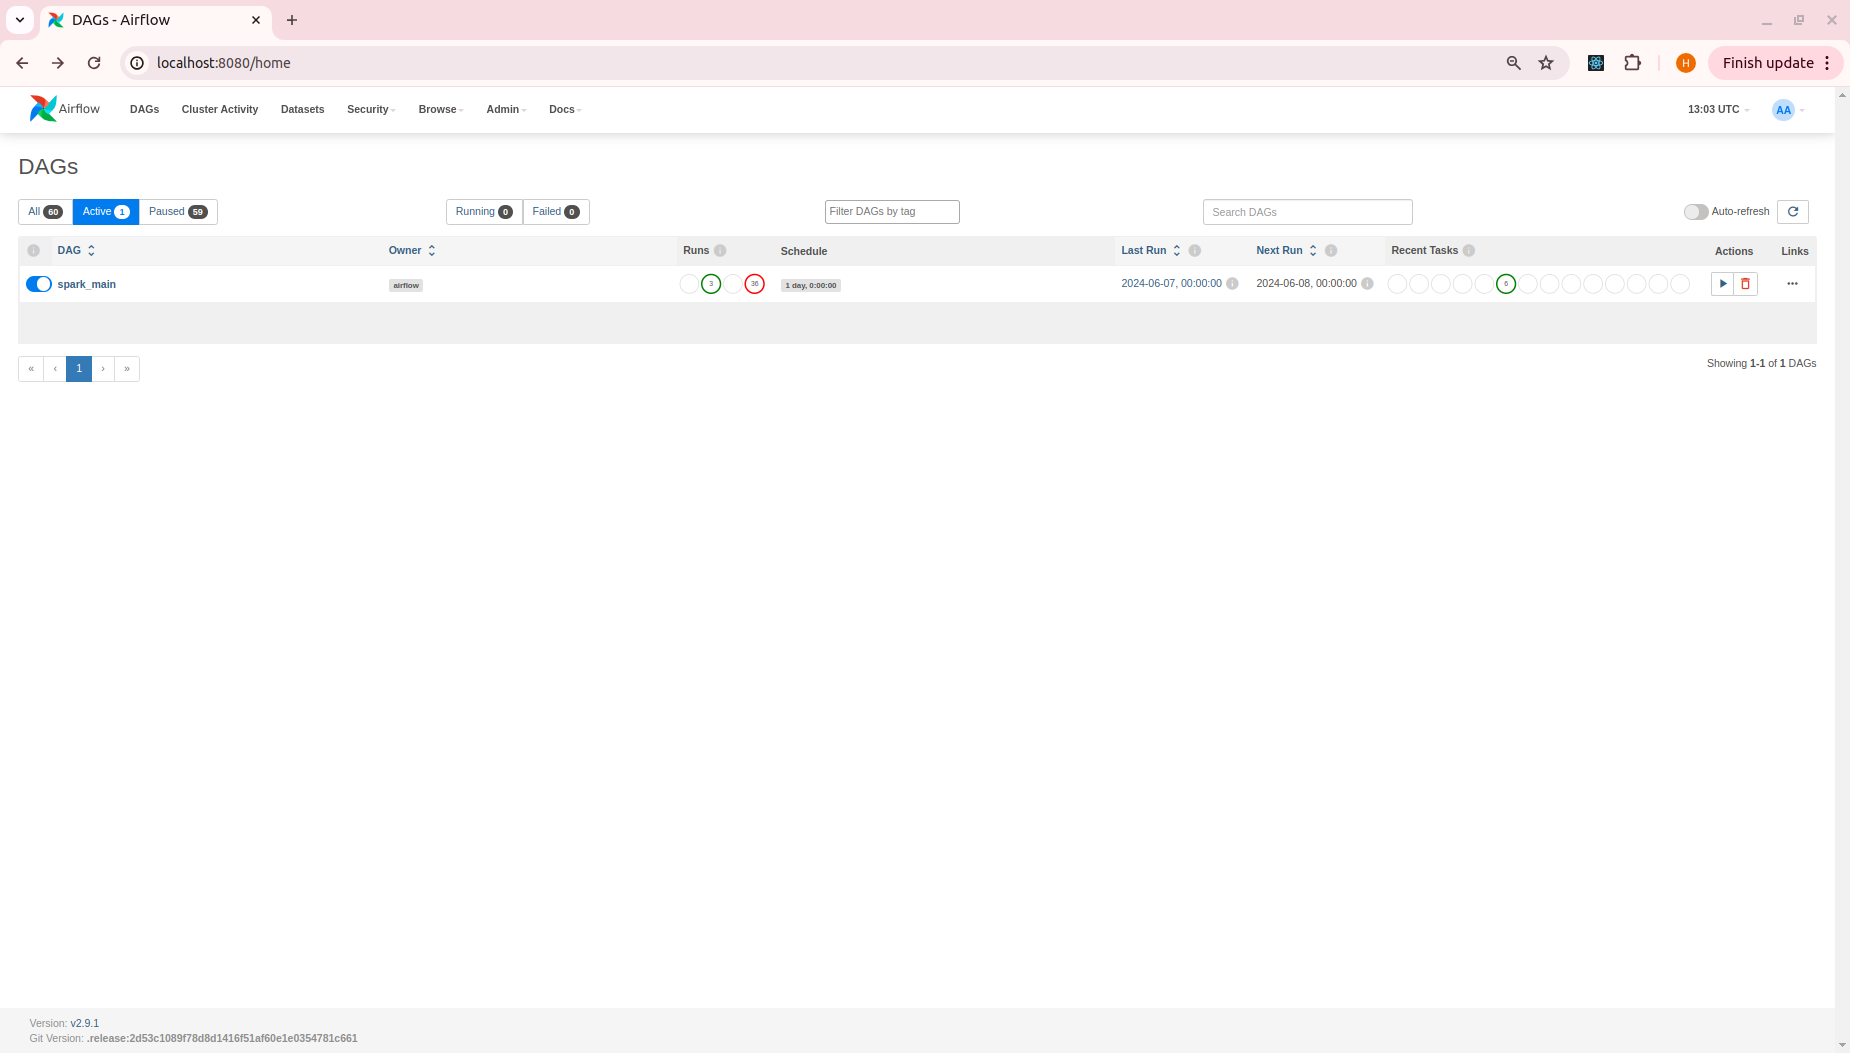 DAGs - Airflow
localhost:8080/home
H
Finish update
Airflow
DAGs
Cluster Activity
Datasets
Security
Browse
Admin
Docs
13:03 UTC
AA
DAGs
All 60
Active 1
Paused 59
Running 0
Failed 0
Filter DAGs by tag
Search DAGs
Auto-refresh
DAG
Owner
Runs
Schedule
Last Run
Next Run
Recent Tasks
Actions
Links
spark_main
airflow
3
36
1 day, 0:00:00
2024-06-07, 00:00:00
2024-06-08, 00:00:00
6
« ‹ 1 › »
Showing 1-1 of 1 DAGs
Version: v2.9.1
Git Version: .release:2d53c1089f78d8d1416f51af60e1e0354781c661